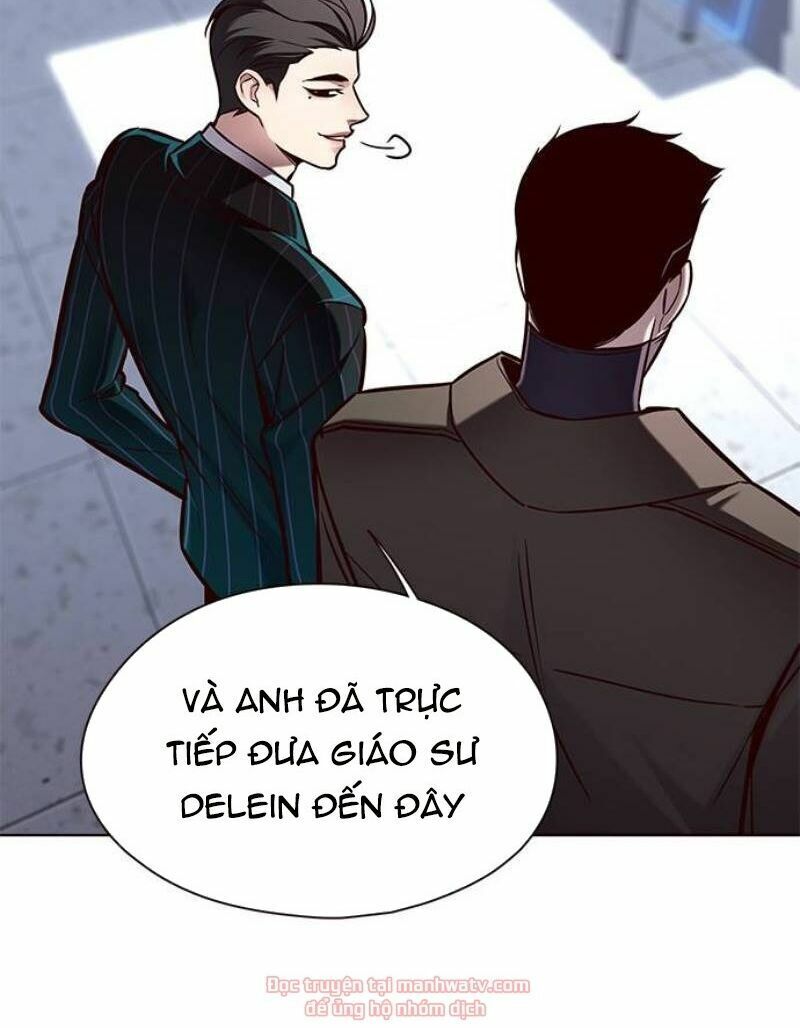 VÀ ANH ĐÃ TRỰC
TIẾP ĐƯA GIÁO SƯ
DELEIN ĐẾN ĐÂY
Đọc truyện tại manhwatv.com
để ủng hộ nhóm dịch